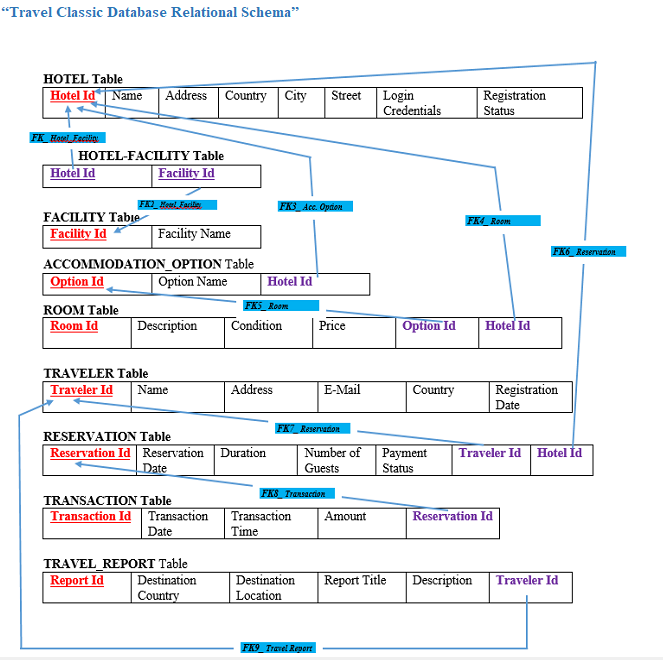 “Travel Classic Database Relational Schema”
HOTEL Table
Hotel Id Name Address Country City Street Login Registration
Credentials Status
FK_ Hotel_Facility
HOTEL-FACILITY Table
Hotel Id Facility Id
FK2_ Hotel_Facility
FK3_ Acc. Option
FACILITY Table
FK4_ Room
Facility Id Facility Name
FK6_ Reservation
ACCOMMODATION_OPTION Table
Option Id Option Name Hotel Id
FK5_ Room
ROOM Table
Room Id Description Condition Price Option Id Hotel Id
TRAVELER Table
Traveler Id Name Address E-Mail Country Registration
Date
FK7_ Reservation
RESERVATION Table
Reservation Id Reservation Duration Number of Payment Traveler Id Hotel Id
Date Guests Status
FK8_ Transaction
TRANSACTION Table
Transaction Id Transaction Transaction Amount Reservation Id
Date Time
TRAVEL_REPORT Table
Report Id Destination Destination Report Title Description Traveler Id
Country Location
FK9_ Travel Report